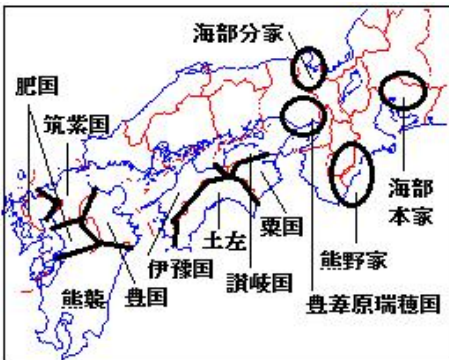 海部分家
肥国
筑紫国
海部
本家
熊野家
豊葦原瑞穂国
粟国
讃岐国
土左
伊豫国
豊国
熊襲